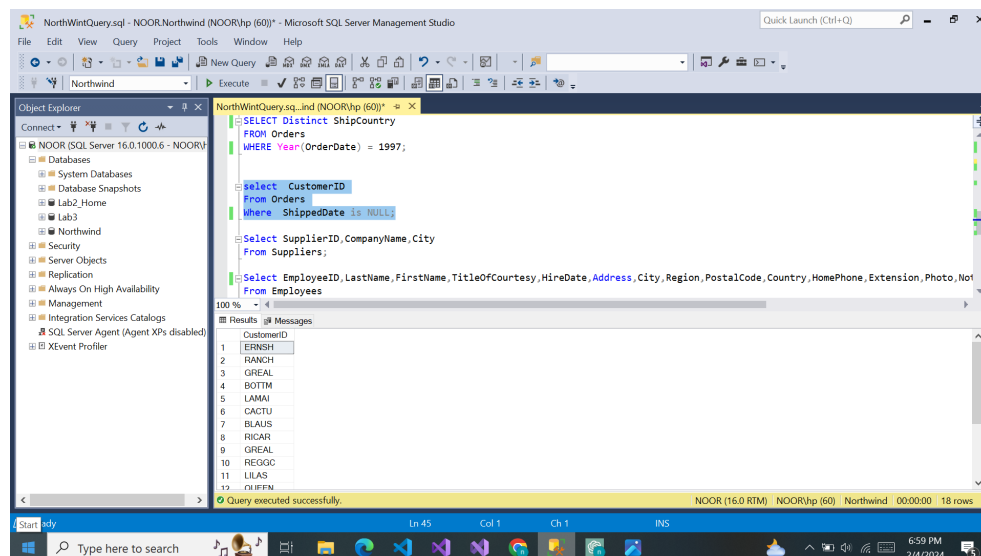 NorthWintQuery.sql - NOOR.Northwind (NOOR\hp (60))* - Microsoft SQL Server Management Studio
Quick Launch (Ctrl+Q)
File Edit View Query Project Tools Window Help
New Query
Northwind
Execute
Object Explorer
NorthWintQuery.sq...ind (NOOR\hp (60))*
Connect
NOOR (SQL Server 16.0.1000.6 - NOOR\
Databases
System Databases
Database Snapshots
Lab2_Home
Lab3
Northwind
Security
Server Objects
Replication
Always On High Availability
Management
Integration Services Catalogs
SQL Server Agent (Agent XPs disabled)
XEvent Profiler
SELECT Distinct ShipCountry
FROM Orders
WHERE Year(OrderDate) = 1997;
select CustomerID
From Orders
Where ShippedDate is NULL;
Select SupplierID,CompanyName,City
From Suppliers;
Select EmployeeID,LastName,FirstName,TitleOfCourtesy,HireDate,Address,City,Region,PostalCode,Country,HomePhone,Extension,Photo,Not
From Employees
100 %
Results Messages
CustomerID
1 ERNSH
2 RANCH
3 GREAL
4 BOTTM
5 LAMAI
6 CACTU
7 BLAUS
8 RICAR
9 GREAL
10 REGGC
11 LILAS
12 QUEEN
Query executed successfully.
NOOR (16.0 RTM) NOOR\hp (60) Northwind 00:00:00 18 rows
Start ady
Ln 45 Col 1 Ch 1 INS
Type here to search
6:59 PM
2/4/2024